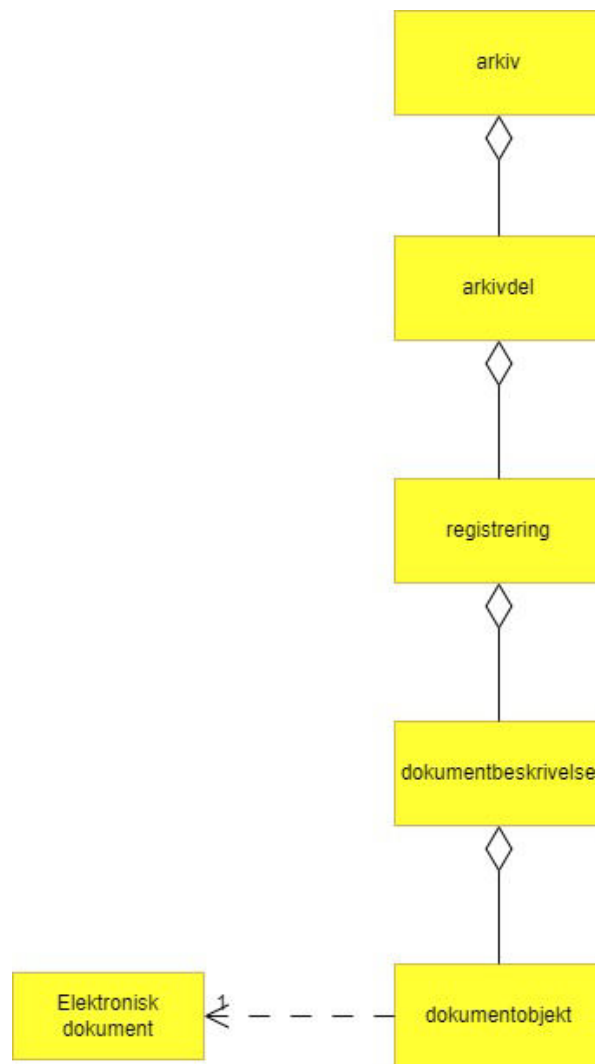 arkiv
arkivdel
registrering
dokumentbeskrivelse
Elektronisk
dokument
1
dokumentobjekt